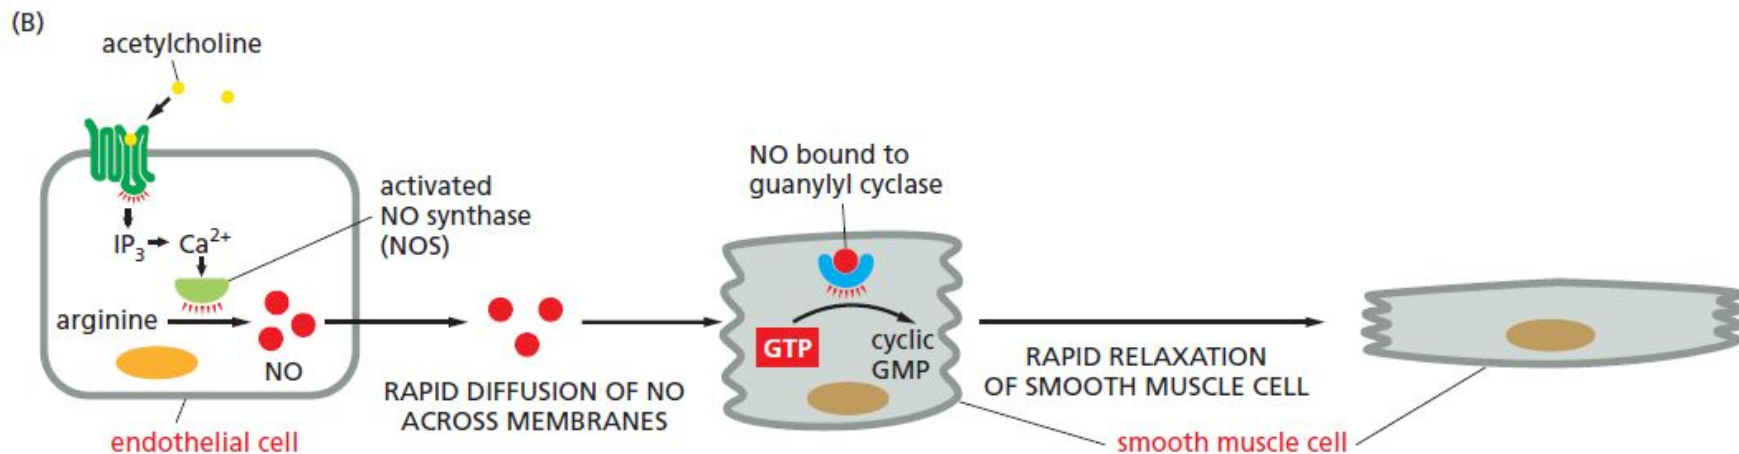 (B)
acetylcholine
IP3
Ca2+
activated
NO synthase
(NOS)
arginine
NO
endothelial cell
RAPID DIFFUSION OF NO
ACROSS MEMBRANES
NO bound to
guanylyl cyclase
GTP
cyclic
GMP
RAPID RELAXATION
OF SMOOTH MUSCLE CELL
smooth muscle cell